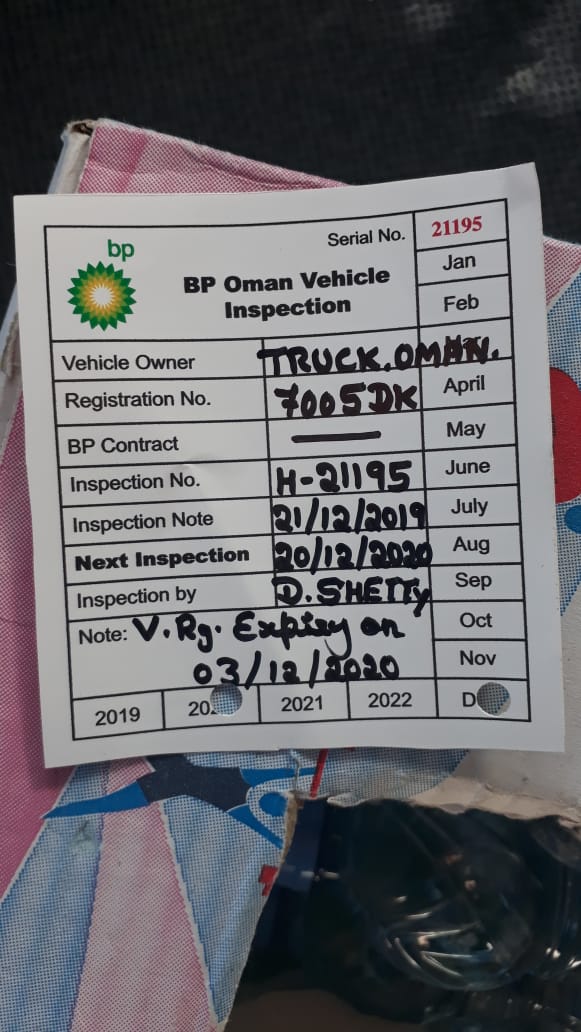 bp
Serial No. 21195
BP Oman Vehicle
Inspection
Jan
Feb
Vehicle Owner TRUCK.OMAN.
Registration No. 7005DK April
BP Contract May
Inspection No. H-21195 June
Inspection Note 21/12/2019 July
Next Inspection 20/12/2020 Aug
Inspection by D.SHETTY Sep
Note: V.Rg. Expiry on Oct
03/12/2020 Nov
2019 2021 2022